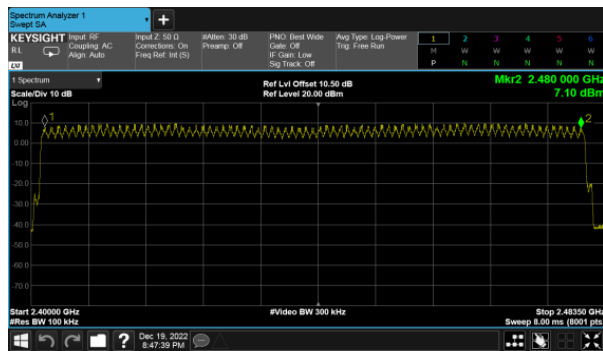 Spectrum Analyzer 1
Swept SA
KEYSIGHT
RL
LXI
Input: RF
Coupling: AC
Align: Auto
Input Z: 50 Ω
Corrections: On
Freq Ref: Int (S)
#Atten: 30 dB
Preamp: Off
PNO: Best Wide
Gate: Off
IF Gain: Low
Sig Track: Off
Avg Type: Log-Power
Trig: Free Run
1 2 3 4 5 6
M W W W W W
P N N N N N
1 Spectrum
Scale/Div 10 dB
Ref Lvl Offset 10.50 dB
Ref Level 20.00 dBm
Mkr2 2.480 000 GHz
7.10 dBm
Log
1
2
10.0
0.00
-10.0
-20.0
-30.0
-40.0
-50.0
-60.0
-70.0
Start 2.40000 GHz
#Res BW 100 kHz
#Video BW 300 kHz
Stop 2.48350 GHz
Sweep 8.00 ms (8001 pts)
?
Dec 19, 2022
8:47:39 PM